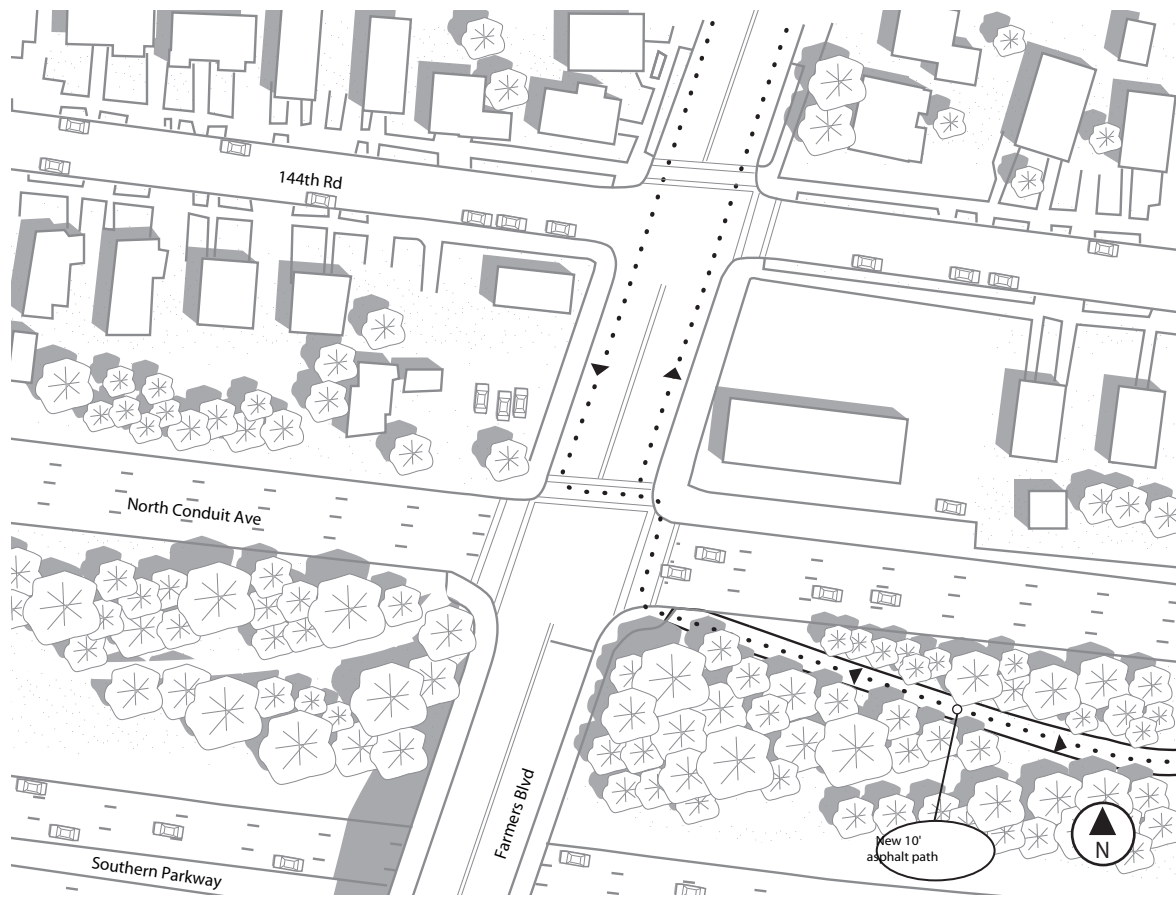 144th Rd
North Conduit Ave
Farmers Blvd
New 10'
asphalt path
N
Southern Parkway